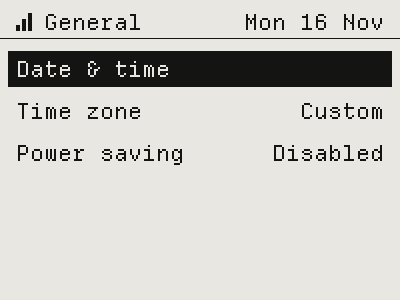 General Mon 16 Nov
Date & time
Time zone Custom
Power saving Disabled